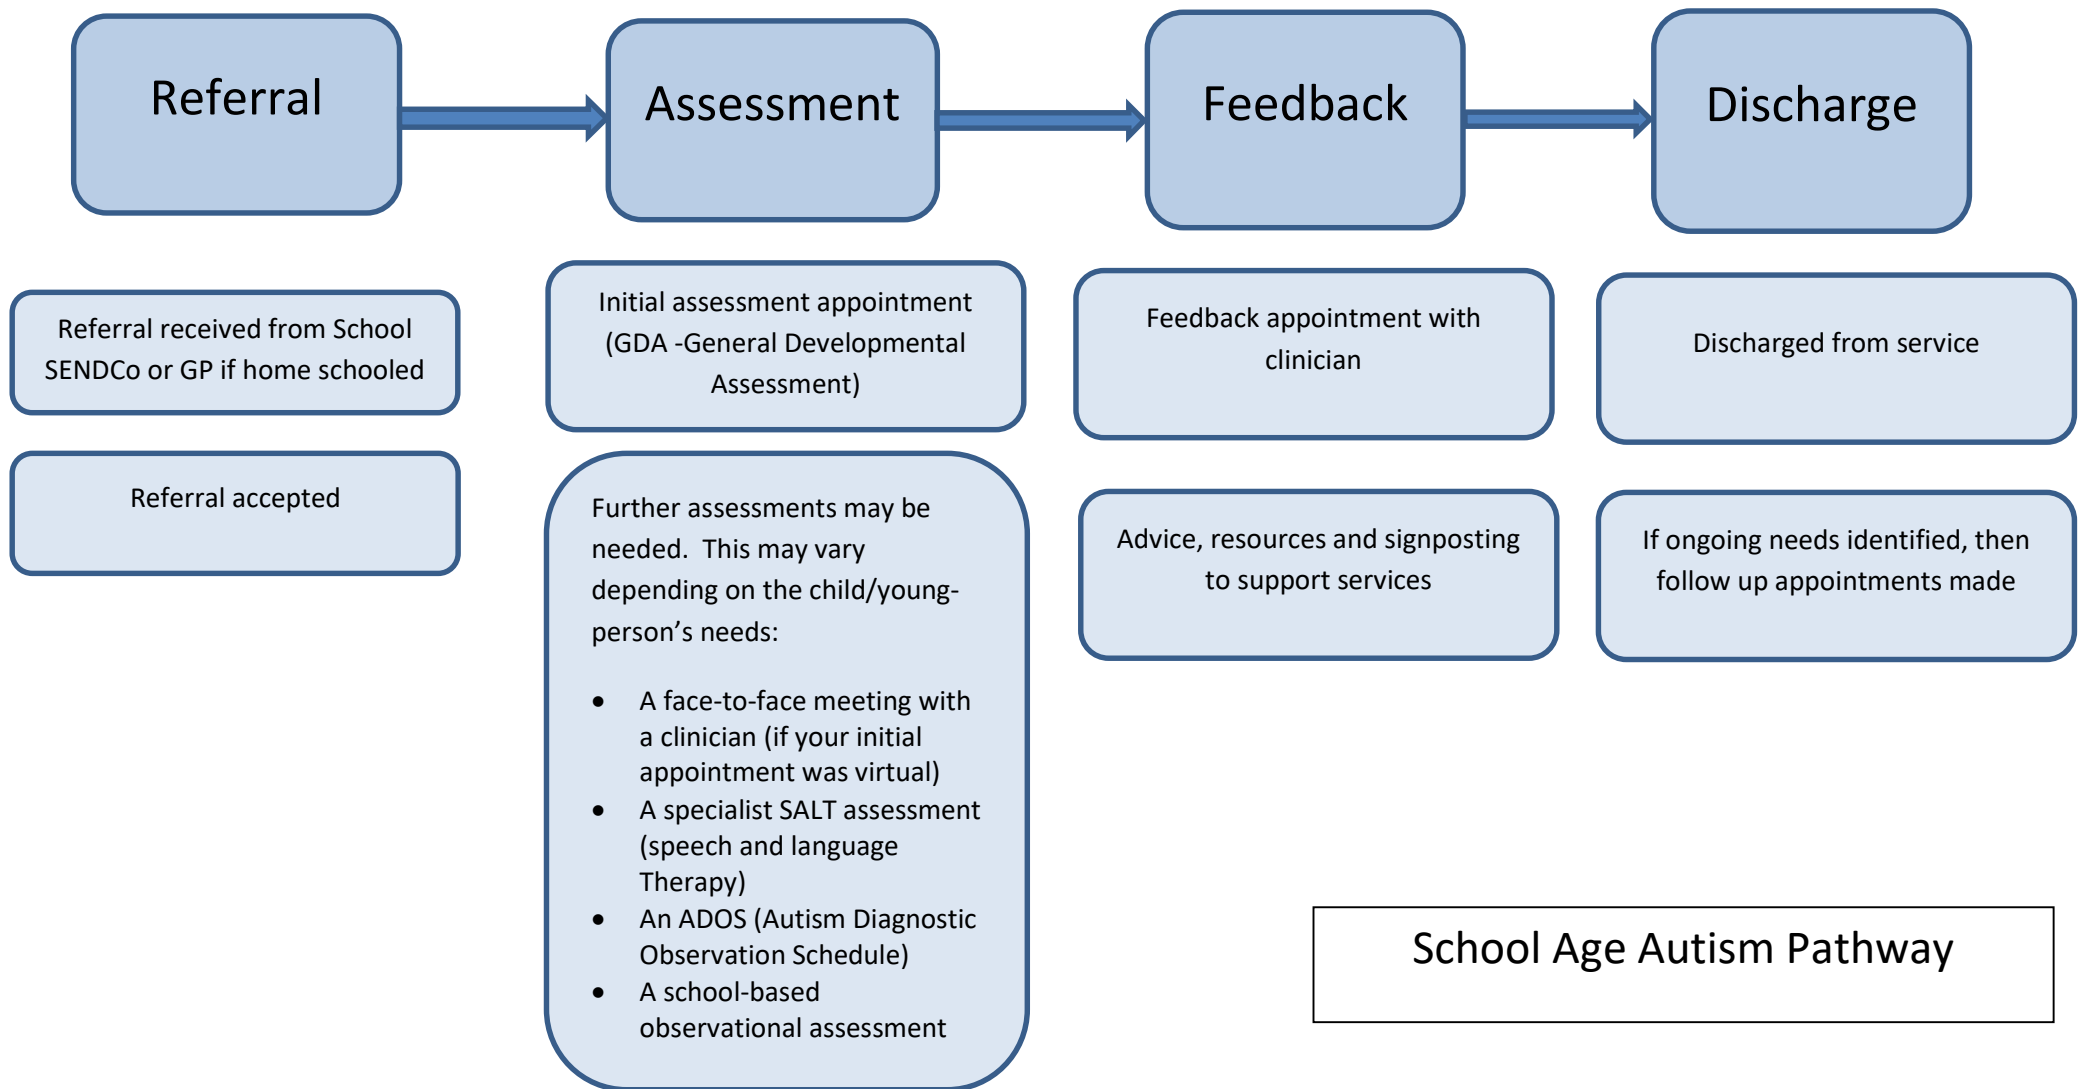 Referral
Assessment
Feedback
Discharge
Referral received from School
SENDCo or GP if home schooled
Referral accepted
Initial assessment appointment
(GDA -General Developmental
Assessment)
Further assessments may be
needed.  This may vary
depending on the child/young-
person’s needs:
• A face-to-face meeting with
a clinician (if your initial
appointment was virtual)
• A specialist SALT assessment
(speech and language
Therapy)
• An ADOS (Autism Diagnostic
Observation Schedule)
• A school-based
observational assessment
Feedback appointment with
clinician
Advice, resources and signposting
to support services
Discharged from service
If ongoing needs identified, then
follow up appointments made
School Age Autism Pathway